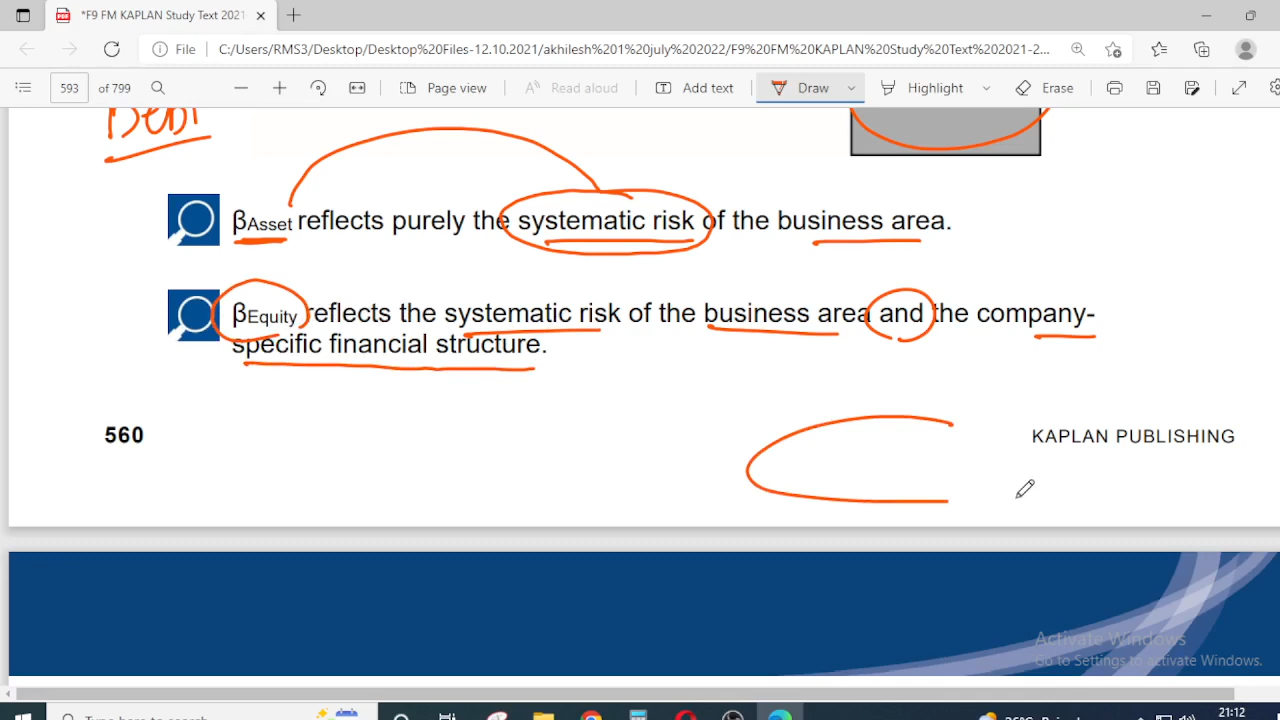 *F9 FM KAPLAN Study Text 2021
File
C:/Users/RMS3/Desktop/Desktop%20Files-12.10.2021/akhilesh%201%20july%202022/F9%20FM%20KAPLAN%20Study%20Text%202021-2...
593 of 799
Page view
Read aloud
Add text
Draw
Highlight
Erase
βAsset reflects purely the systematic risk of the business area.
βEquity reflects the systematic risk of the business area and the company-
specific financial structure.
560
KAPLAN PUBLISHING
Activate Windows
Go to Settings to activate Windows.
21:12